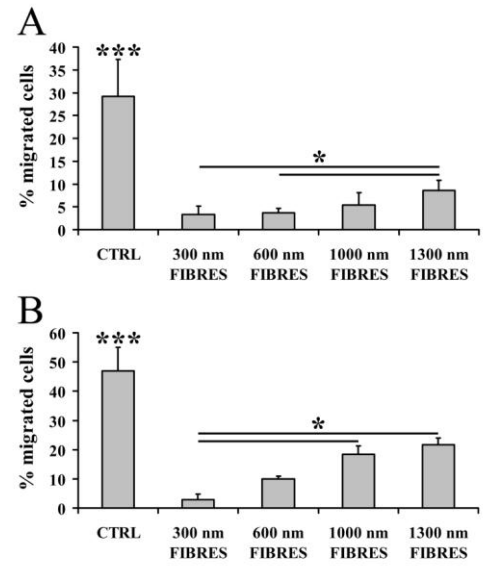 A
% migrated cells
40
35
30
25
20
15
10
5
0
***
*
CTRL 300 nm 600 nm 1000 nm 1300 nm
FIBRES FIBRES FIBRES FIBRES
B
% migrated cells
60
50
40
30
20
10
0
***
*
CTRL 300 nm 600 nm 1000 nm 1300 nm
FIBRES FIBRES FIBRES FIBRES